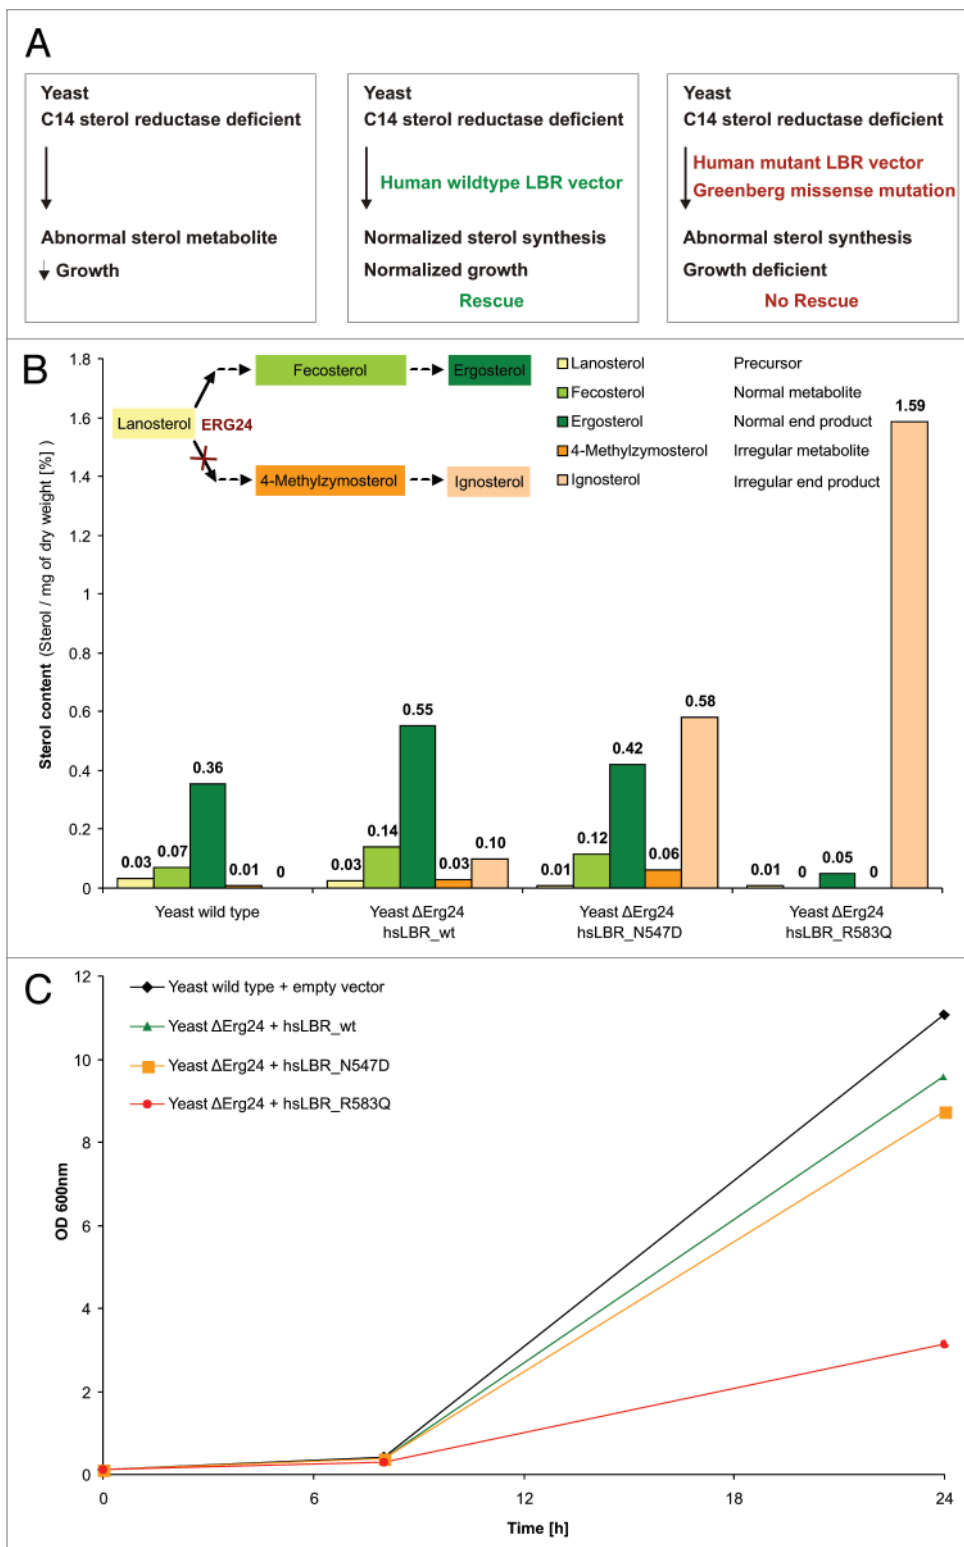 A
Yeast
C14 sterol reductase deficient
Abnormal sterol metabolite
Growth
Yeast
C14 sterol reductase deficient
Human wildtype LBR vector
Normalized sterol synthesis
Normalized growth
Rescue
Yeast
C14 sterol reductase deficient
Human mutant LBR vector
Greenberg missense mutation
Abnormal sterol synthesis
Growth deficient
No Rescue
B
Sterol content (Sterol / mg of dry weight [%] )
1.8
1.6
1.4
1.2
1
0.8
0.6
0.4
0.2
0
Lanosterol
ERG24
Fecosterol
Ergosterol
4-Methylzymosterol
Ignosterol
Lanosterol Precursor
Fecosterol Normal metabolite
Ergosterol Normal end product
4-Methylzymosterol Irregular metabolite
Ignosterol Irregular end product
0.03 0.07 0.36 0.01 0
0.03 0.14 0.55 0.03 0.10
0.01 0.12 0.42 0.06 0.58
0.01 0 0.05 0 1.59
Yeast wild type
Yeast ΔErg24
hsLBR_wt
Yeast ΔErg24
hsLBR_N547D
Yeast ΔErg24
hsLBR_R583Q
C
OD 600nm
12
10
8
6
4
2
0
Yeast wild type + empty vector
Yeast ΔErg24 + hsLBR_wt
Yeast ΔErg24 + hsLBR_N547D
Yeast ΔErg24 + hsLBR_R583Q
0 6 12 18 24
Time [h]